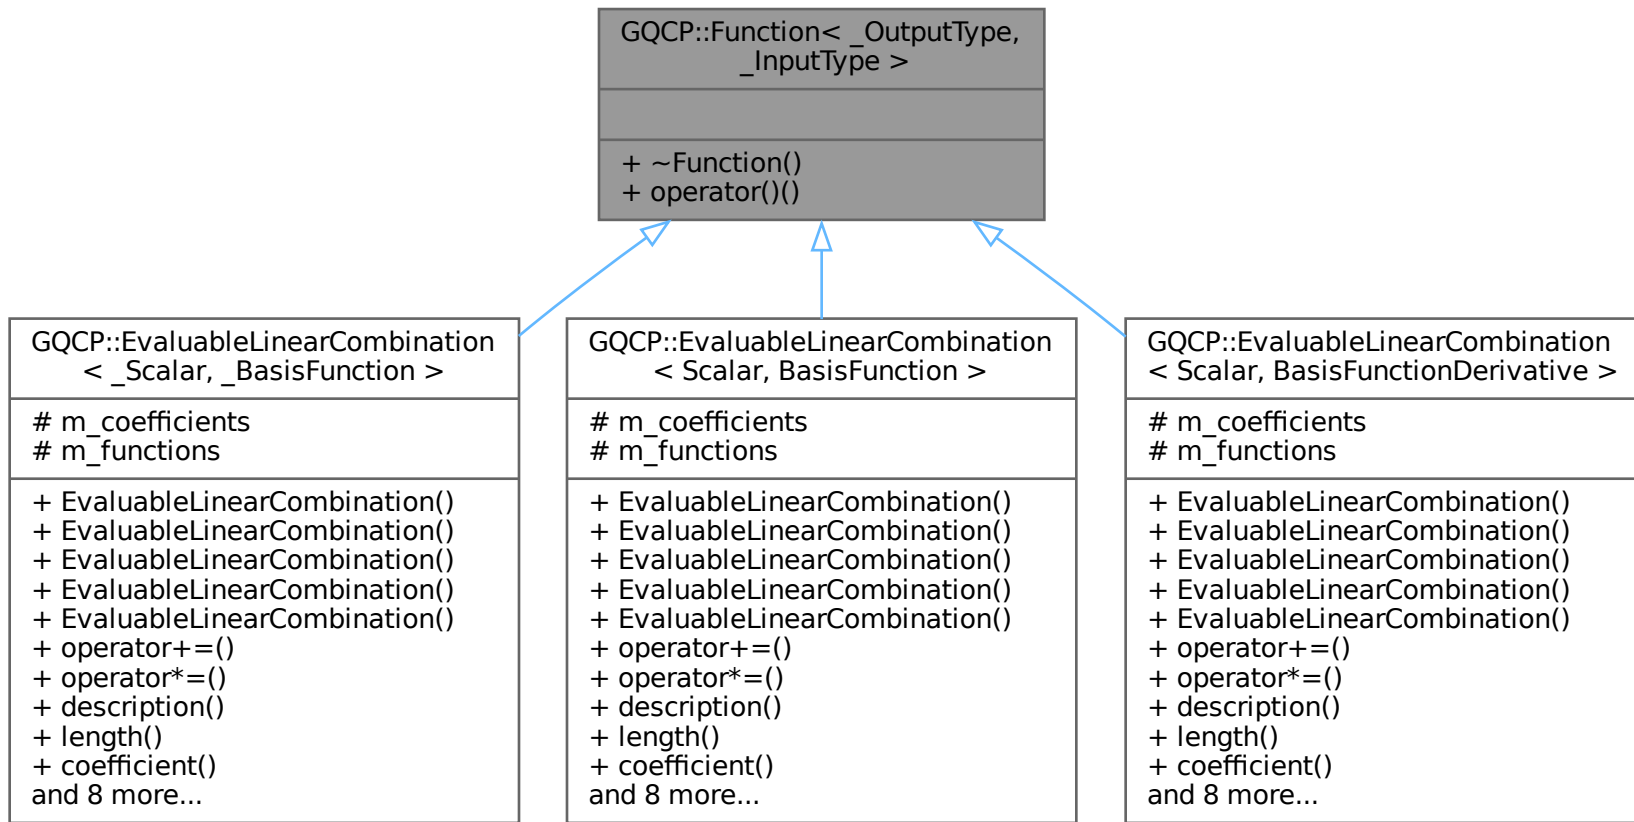 GQCP::Function< _OutputType,
_InputType >
+ ~Function()
+ operator()()
GQCP::EvaluableLinearCombination
< _Scalar, _BasisFunction >
# m_coefficients
# m_functions
+ EvaluableLinearCombination()
+ EvaluableLinearCombination()
+ EvaluableLinearCombination()
+ EvaluableLinearCombination()
+ EvaluableLinearCombination()
+ operator+=()
+ operator*=()
+ description()
+ length()
+ coefficient()
and 8 more...
GQCP::EvaluableLinearCombination
< Scalar, BasisFunction >
# m_coefficients
# m_functions
+ EvaluableLinearCombination()
+ EvaluableLinearCombination()
+ EvaluableLinearCombination()
+ EvaluableLinearCombination()
+ EvaluableLinearCombination()
+ operator+=()
+ operator*=()
+ description()
+ length()
+ coefficient()
and 8 more...
GQCP::EvaluableLinearCombination
< Scalar, BasisFunctionDerivative >
# m_coefficients
# m_functions
+ EvaluableLinearCombination()
+ EvaluableLinearCombination()
+ EvaluableLinearCombination()
+ EvaluableLinearCombination()
+ EvaluableLinearCombination()
+ operator+=()
+ operator*=()
+ description()
+ length()
+ coefficient()
and 8 more...